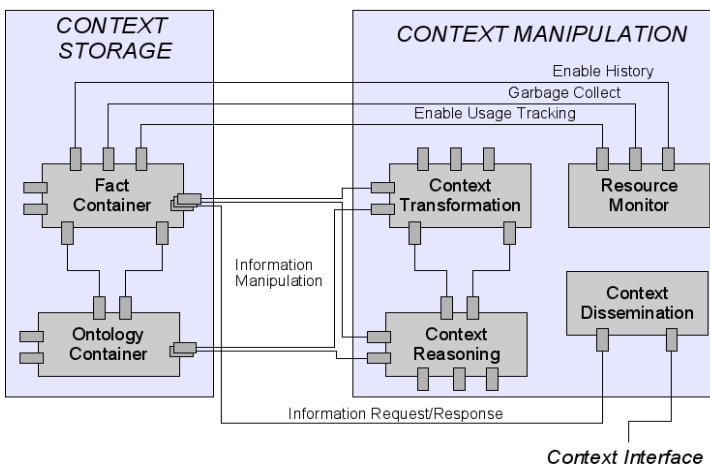 CONTEXT
STORAGE
CONTEXT MANIPULATION
Enable History
Garbage Collect
Enable Usage Tracking
Fact
Container
Context
Transformation
Resource
Monitor
Information
Manipulation
Ontology
Container
Context
Reasoning
Context
Dissemination
Information Request/Response
Context Interface